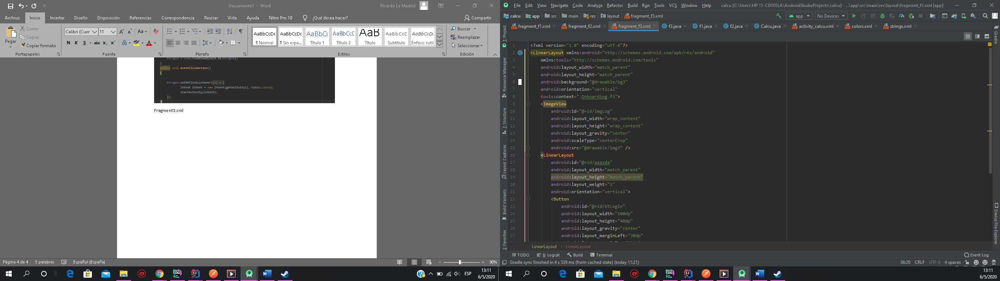 Documento1 - Word
Ricardo La Madrid
Archivo Inicio Insertar Diseño Disposición Referencias Correspondencia Revisar Vista Ayuda Nitro Pro 10 ¿Qué desea hacer? Compartir
Pegar
Cortar
Copiar
Copiar formato
Portapapeles
Calibri (Cuer 11
Aa
N K S abc x₂ x²
Fuente
Párrafo
AaBbCcDc AaBbCcDc AaBbCc AaBbCcD AaB AaBbCcD AaBbCcDc
¶ Normal ¶ Sin espa... Título 1 Título 2 Título Subtítulo Énfasis sutil
Estilos
Buscar
Reemplazar
Seleccionar
Edición
btLogin = view.findViewById(R.id.btLogin);
}
public void eventClickAction()
{
btLogin.setOnClickListener((v) → {
Intent intent = new Intent(getActivity(), Calcu.class);
startActivity(intent);
});
}
Fragment3.xml
Página 4 de 4 5 palabras Español (España) 90%
ESP 13:11
6/5/2020
File Edit View Navigate Code Analyze Refactor Build Run Tools VCS Window Help calcu [C:\Users\HP 15-CD005LA\AndroidStudioProjects\calcu] - ...\app\src\main\res\layout\fragment_f3.xml [app]
calcu app src main res layout fragment_f3.xml app No Devices
fragment_f1.xml fragment_f2.xml fragment_f3.xml f3.java f1.java f2.java Calcu.java activity_calcu.xml colors.xml strings.xml
1: Project
Resource Manager
7: Structure
Layout Captures
Build Variants
2: Favorites
Gradle
Device File Explorer
1 <?xml version="1.0" encoding="utf-8"?>
2 <LinearLayout xmlns:android="http://schemas.android.com/apk/res/android"
3 xmlns:tools="http://schemas.android.com/tools"
4 android:layout_width="match_parent"
5 android:layout_height="match_parent"
6 android:background="@drawable/bg3"
7 android:orientation="vertical"
8 tools:context=".Onboarding.f3">
9 <ImageView
10 android:id="@+id/imgLog"
11 android:layout_width="wrap_content"
12 android:layout_height="wrap_content"
13 android:layout_gravity="center"
14 android:scaleType="centerCrop"
15 android:src="@drawable/img3" />
16 <LinearLayout
17 android:id="@+id/aaasda"
18 android:layout_width="match_parent"
19 android:layout_height="match_parent"
20 android:layout_weight="1"
21 android:orientation="vertical">
22 <Button
23 android:id="@+id/btLogin"
24 android:layout_width="100dp"
25 android:layout_height="40dp"
26 android:layout_gravity="center"
27 android:layout_marginLeft="30dp"
LinearLayout LinearLayout
TODO 6: Logcat Build Terminal Event Log
Gradle sync finished in 4 s 539 ms (from cached state) (today 11:21) 36:20 CRLF UTF-8 4 spaces
13:11
6/5/2020